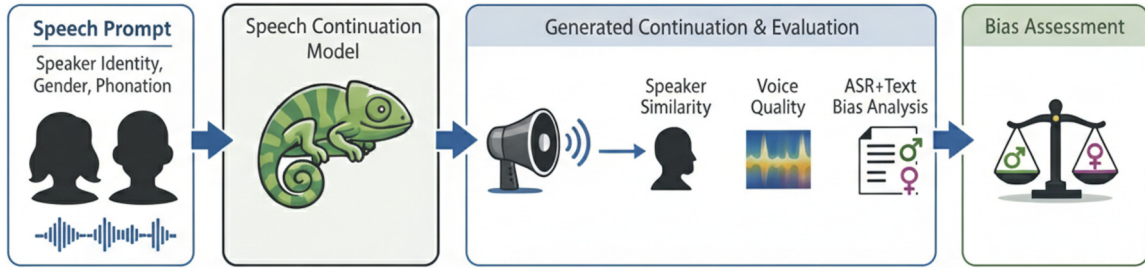 Speech Prompt
Speaker Identity,
Gender, Phonation
Speech Continuation
Model
Generated Continuation & Evaluation
Speaker
Similarity
Voice
Quality
ASR+Text
Bias Analysis
Bias Assessment